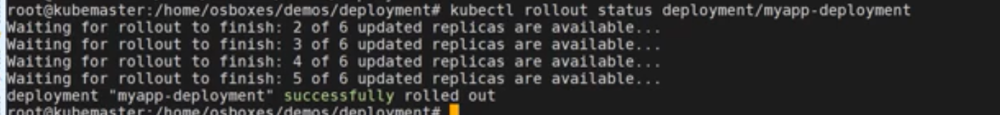 root@kubemaster:/home/osboxes/demos/deployment# kubectl rollout status deployment/myapp-deployment
Waiting for rollout to finish: 2 of 6 updated replicas are available...
Waiting for rollout to finish: 3 of 6 updated replicas are available...
Waiting for rollout to finish: 4 of 6 updated replicas are available...
Waiting for rollout to finish: 5 of 6 updated replicas are available...
deployment "myapp-deployment" successfully rolled out
root@kubemaster:/home/osboxes/demos/deployment#